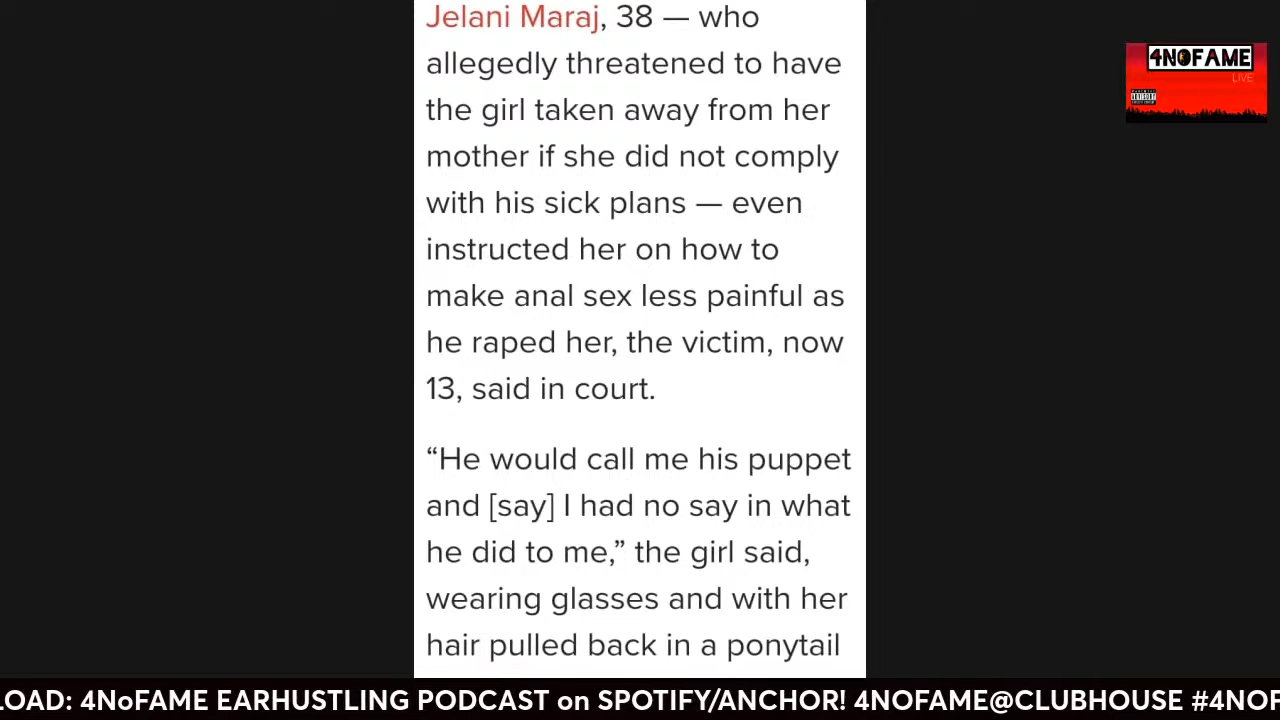 Jelani Maraj, 38 — who
allegedly threatened to have
the girl taken away from her
mother if she did not comply
with his sick plans — even
instructed her on how to
make anal sex less painful as
he raped her, the victim, now
13, said in court.
“He would call me his puppet
and [say] I had no say in what
he did to me,” the girl said,
wearing glasses and with her
hair pulled back in a ponytail
4NOFAME
LIVE
LOAD: 4NoFAME EARHUSTLING PODCAST on SPOTIFY/ANCHOR! 4NOFAME@CLUBHOUSE #4NOF